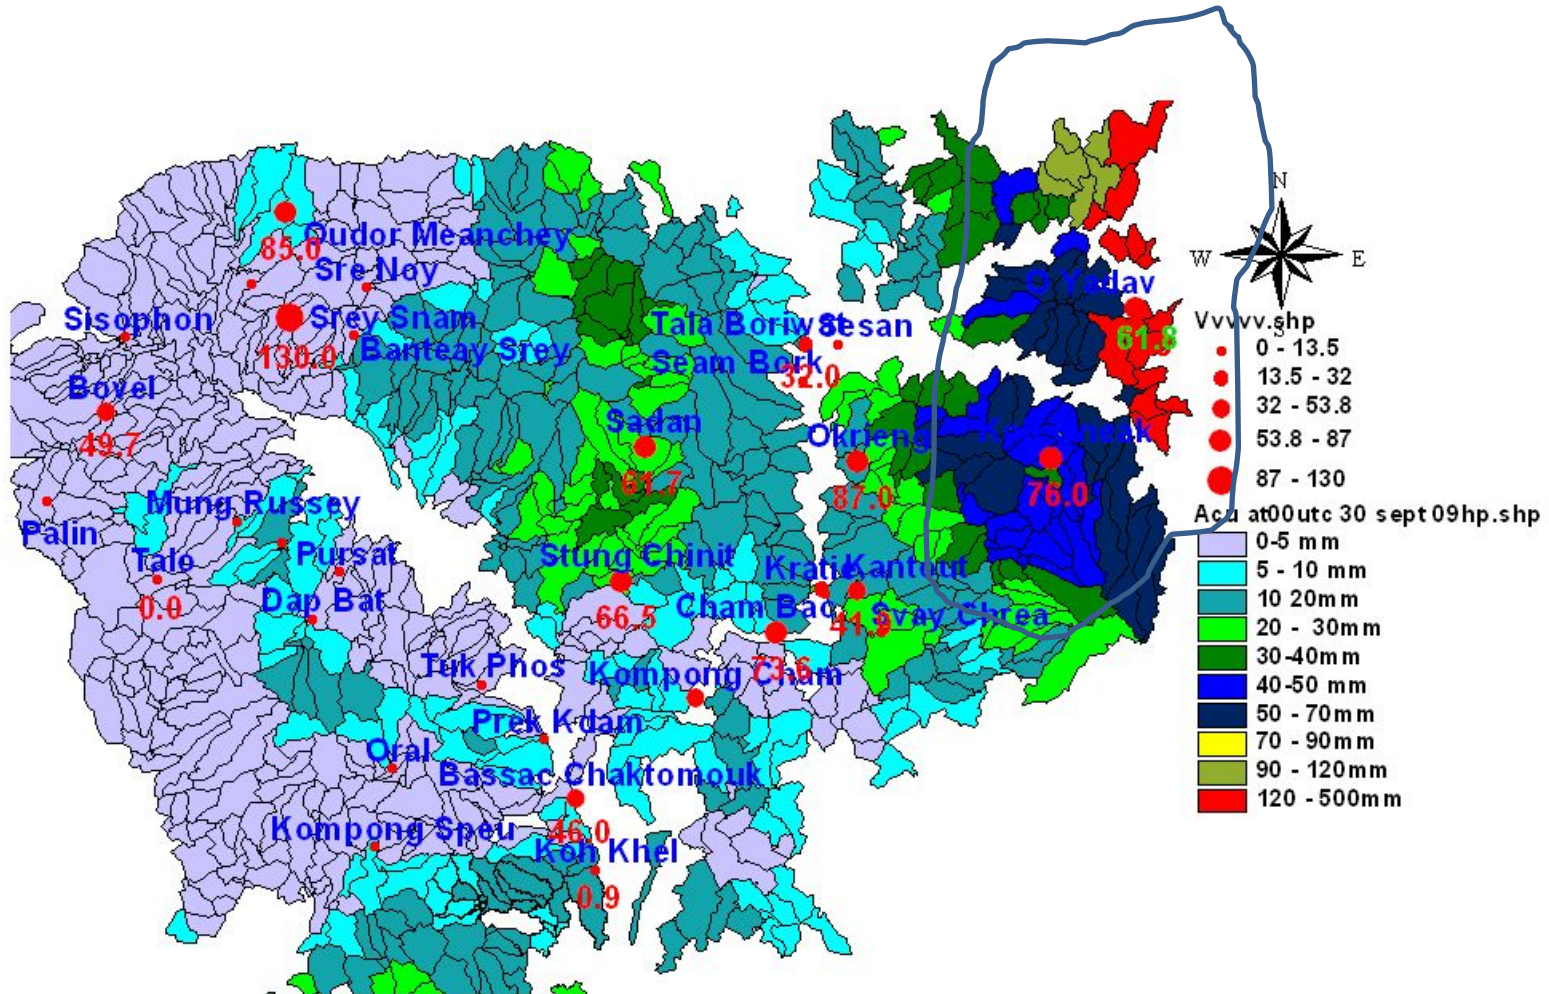 N
W
E
S
Oudor Meanchey
85.0
Sre Noy
Sisophon
Srey Snam
130.0
Banteay Srey
Tala Boriwat
Sesan
Seam Bork
32.0
O Yadav
61.8
Bovel
49.7
Sadan
61.7
Okrieng
87.0
76.0
Mung Russey
Palin
Talo
0.0
Pursat
Dap Bat
Stung Chinit
66.5
Kratie
Kantout
Cham Bac
Svay Chrea
73.6
Tuk Phos
Kompong Cham
Prek Kdam
Oral
Bassac Chaktomouk
46.0
Kompong Speu
Koh Khel
0.9
Vvvvv.shp
0 - 13.5
13.5 - 32
32 - 53.8
53.8 - 87
87 - 130
Acu at00utc 30 sept 09hp.shp
0-5 mm
5 - 10 mm
10 20mm
20 - 30mm
30-40mm
40-50 mm
50 - 70mm
70 - 90mm
90 - 120mm
120 - 500mm